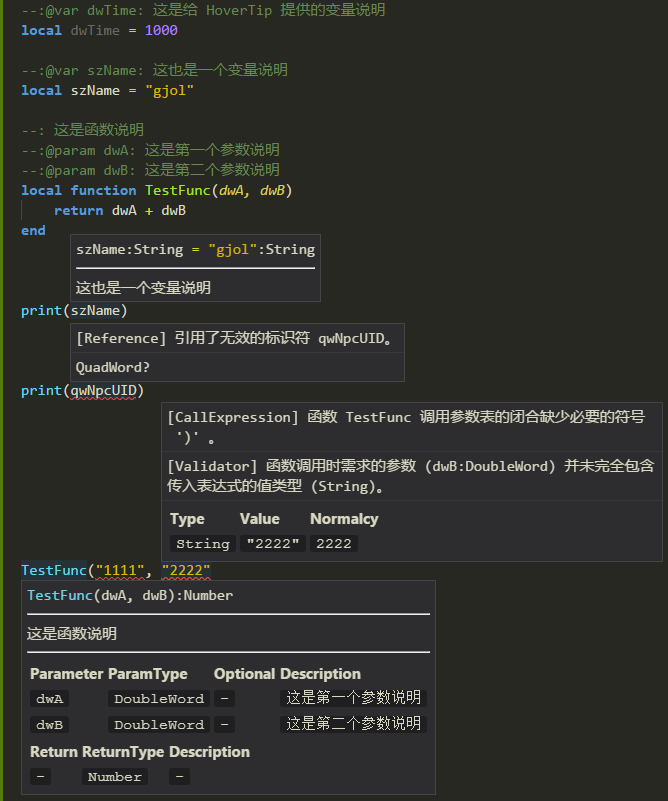 --:@var dwTime: 这是给 HoverTip 提供的变量说明
local dwTime = 1000
--:@var szName: 这也是一个变量说明
local szName = "gjol"
--: 这是函数说明
--:@param dwA: 这是第一个参数说明
--:@param dwB: 这是第二个参数说明
local function TestFunc(dwA, dwB)
return dwA + dwB
end
szName:String = "gjol":String
这也是一个变量说明
print(szName)
[Reference] 引用了无效的标识符 qwNpcUID。
QuadWord?
print(qwNpcUID)
[CallExpression] 函数 TestFunc 调用参数表的闭合缺少必要的符号
')' 。
[Validator] 函数调用时需求的参数 (dwB:DoubleWord) 并未完全包含
传入表达式的值类型 (String)。
Type Value Normalcy
String "2222" 2222
TestFunc("1111", "2222"
TestFunc(dwA, dwB):Number
这是函数说明
Parameter ParamType Optional Description
dwA DoubleWord - 这是第一个参数说明
dwB DoubleWord - 这是第二个参数说明
Return ReturnType Description
- Number -